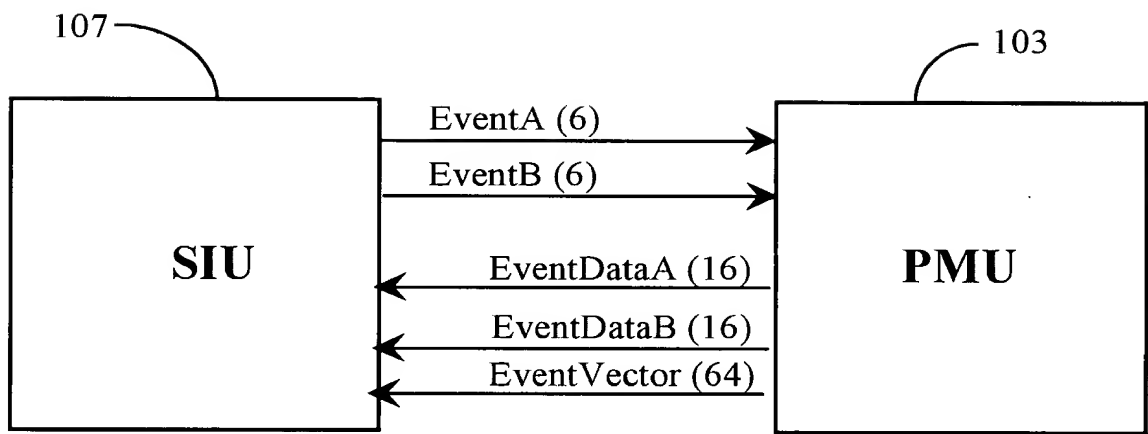 107
103
EventA (6)
EventB (6)
SIU
PMU
EventDataA (16)
EventDataB (16)
EventVector (64)